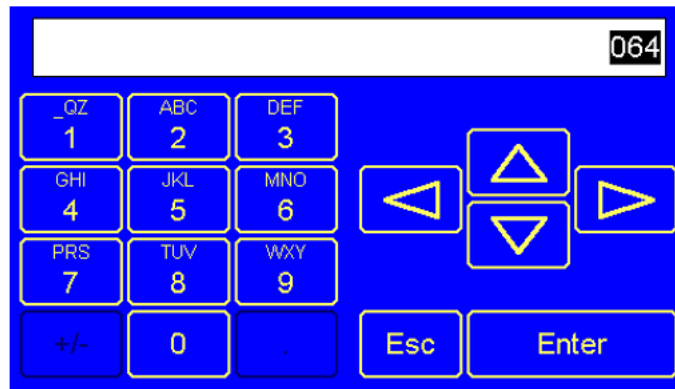 064
_QZ ABC DEF
1 2 3
GHI JKL MNO
4 5 6
PRS TUV WXY
7 8 9
+/- 0 . Esc Enter